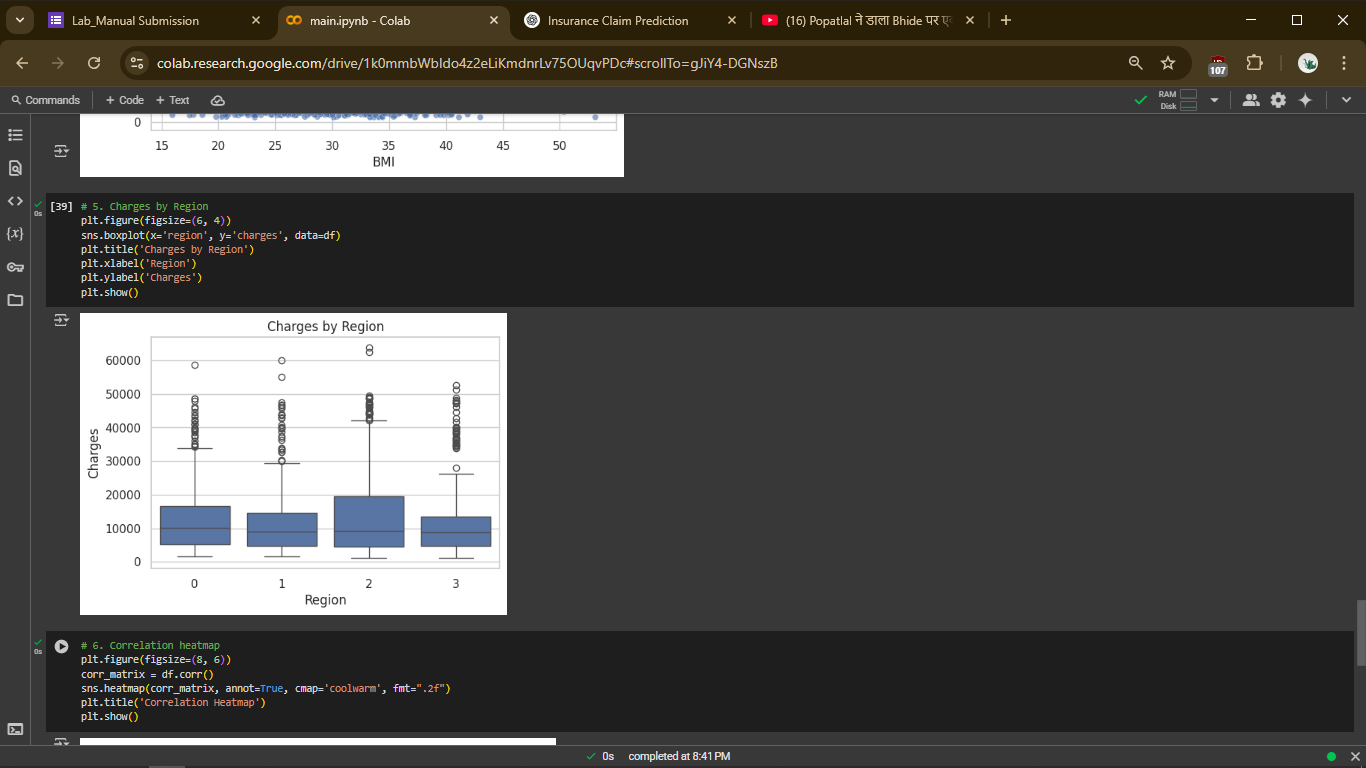 Lab_Manual Submission
main.ipynb - Colab
Insurance Claim Prediction
(16) Popatlal ने डाला Bhide पर
colab.research.google.com/drive/1k0mmbWbIdo4z2eLiKmdnrLv75OUqvPDc#scrollTo=gJiY4-DGNszB
107
Commands
+ Code
+ Text
RAM
Disk
0
15 20 25 30 35 40 45 50
BMI
0s
[39] # 5. Charges by Region
plt.figure(figsize=(6, 4))
sns.boxplot(x='region', y='charges', data=df)
plt.title('Charges by Region')
plt.xlabel('Region')
plt.ylabel('Charges')
plt.show()
Charges by Region
60000
50000
40000
30000
20000
10000
0
Charges
0 1 2 3
Region
0s
# 6. Correlation heatmap
plt.figure(figsize=(8, 6))
corr_matrix = df.corr()
sns.heatmap(corr_matrix, annot=True, cmap='coolwarm', fmt=".2f")
plt.title('Correlation Heatmap')
plt.show()
0s completed at 8:41 PM